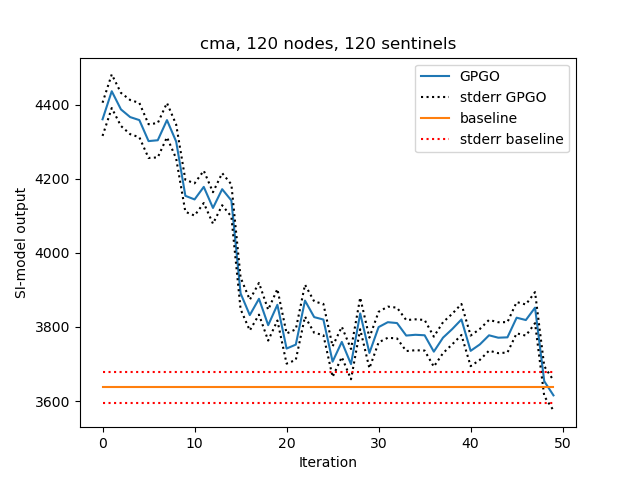 cma, 120 nodes, 120 sentinels
GPGO
stderr GPGO
baseline
stderr baseline
SI-model output
4400
4200
4000
3800
3600
0 10 20 30 40 50
Iteration